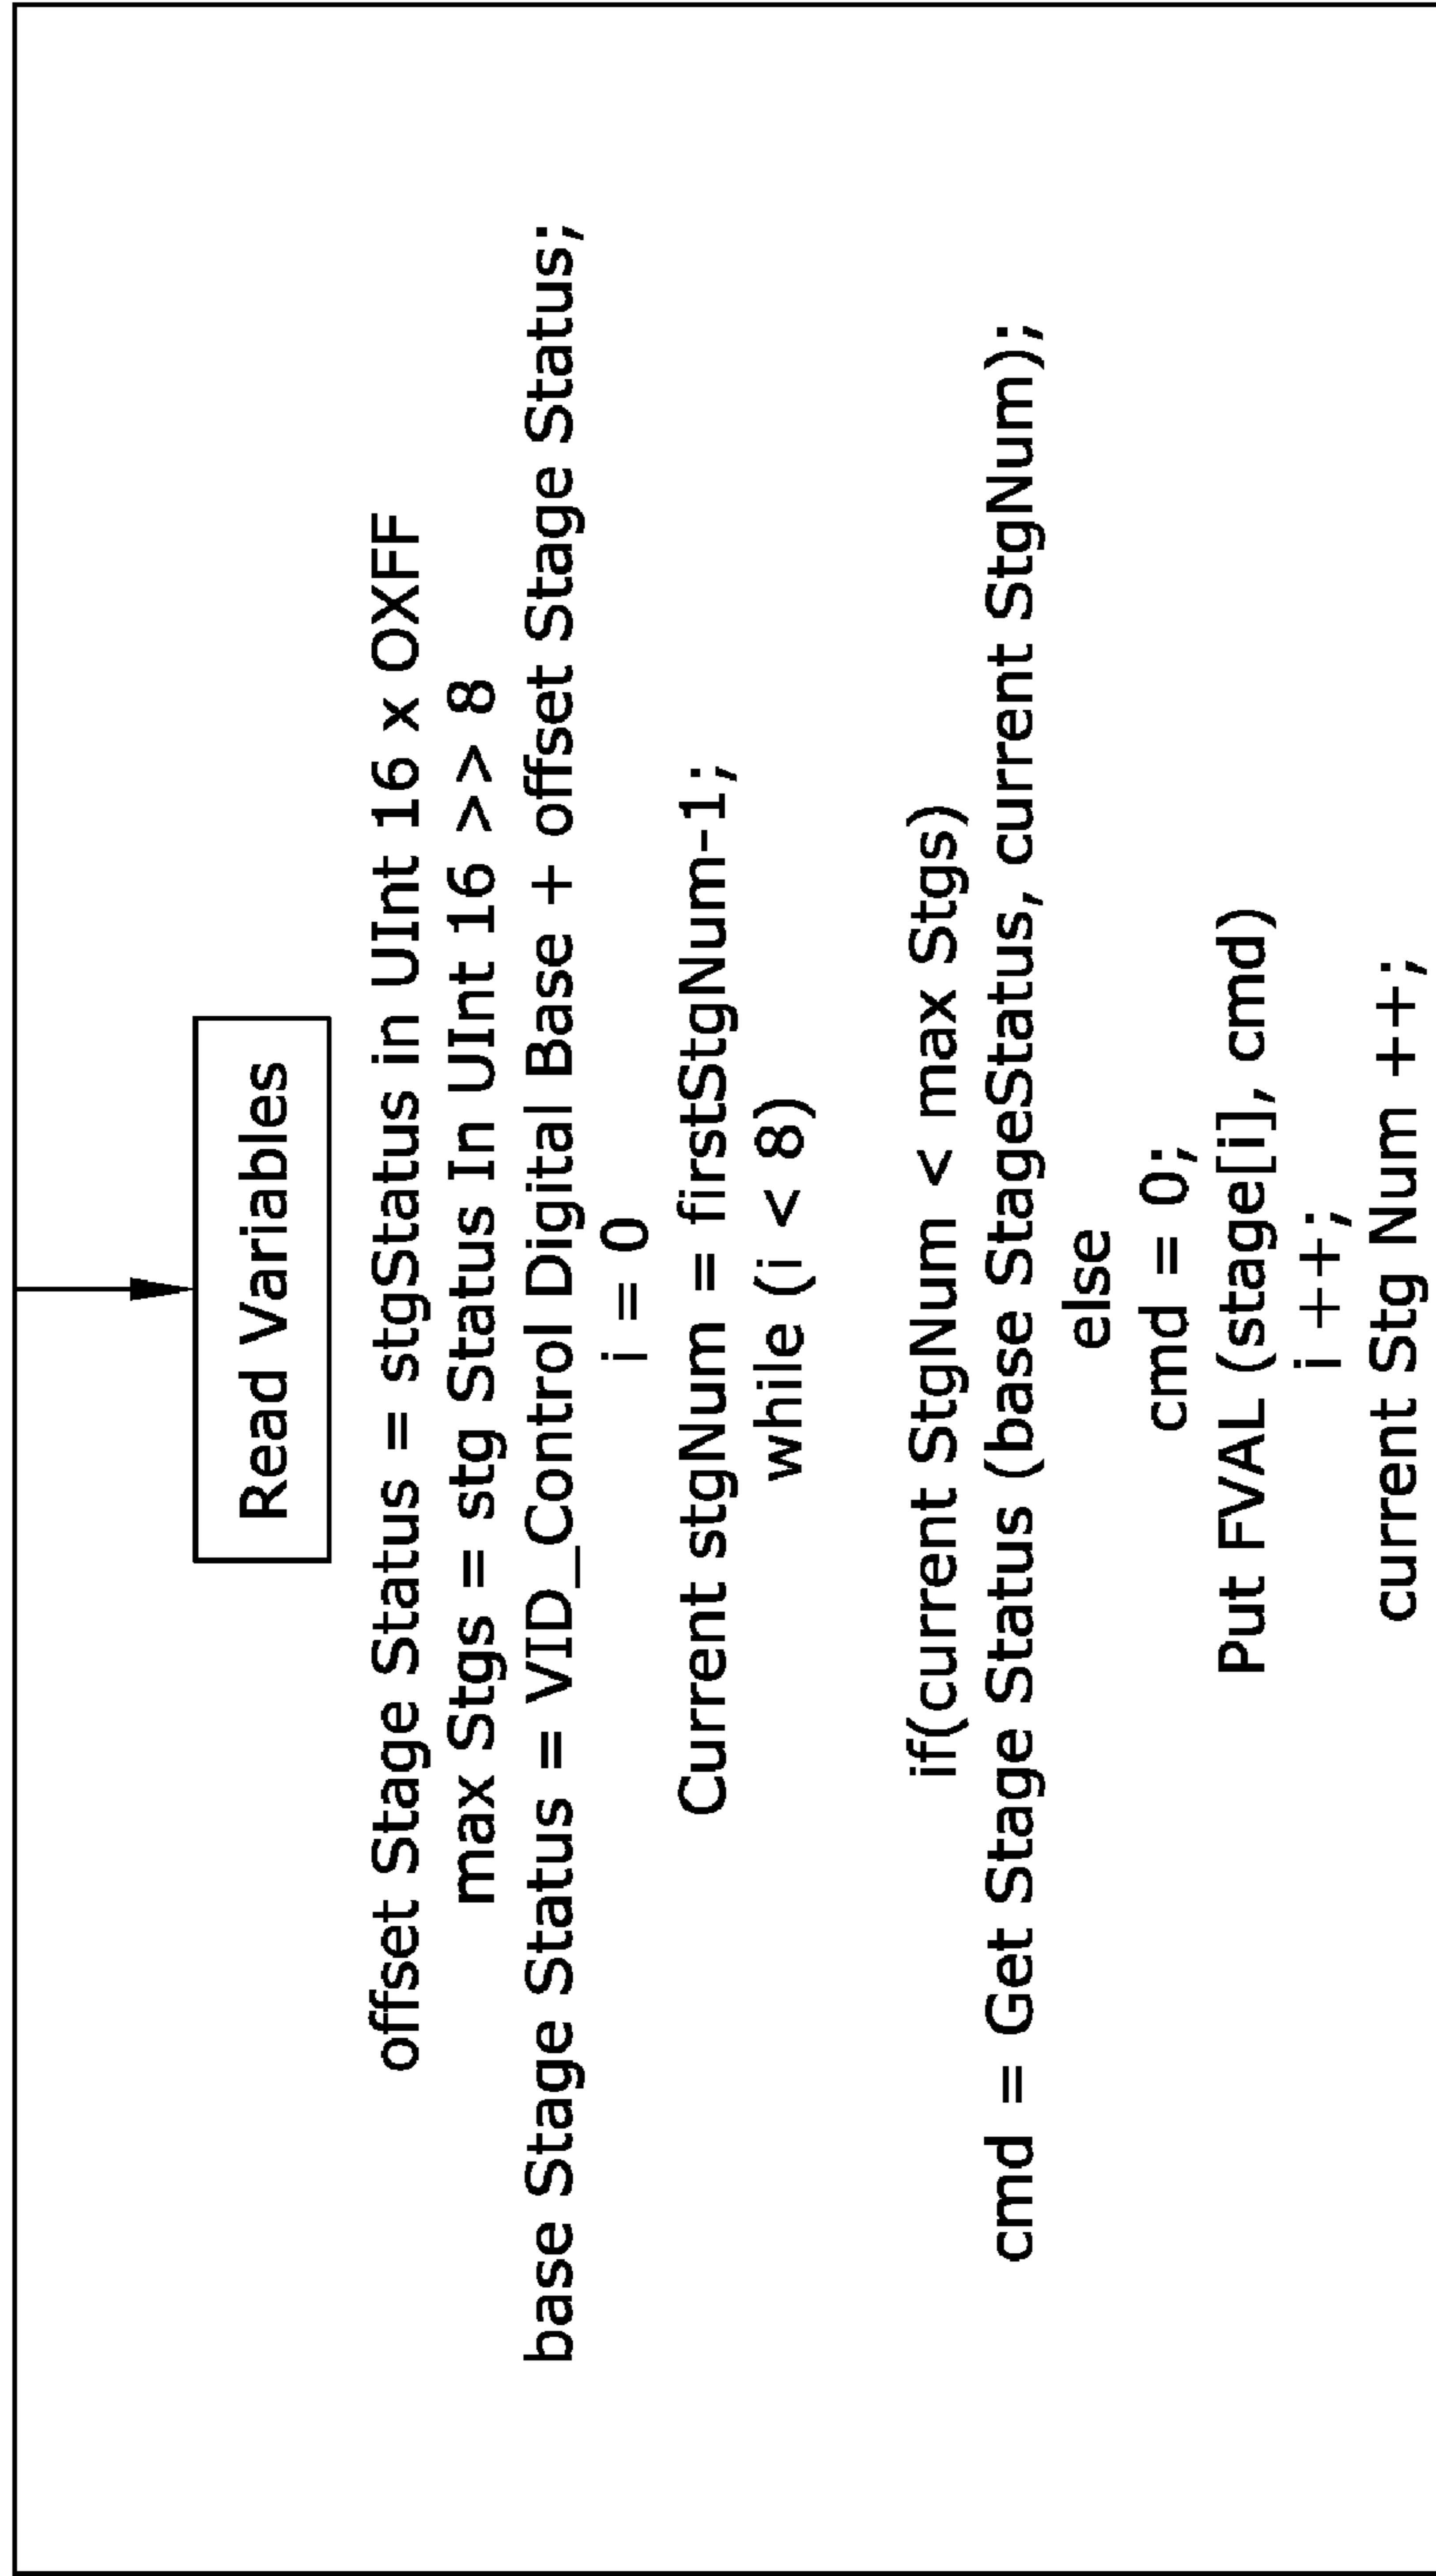 Read Variables
offset Stage Status = stgStatus in UInt 16 x OXFF
max Stgs = stg Status In UInt 16 >> 8
base Stage Status = VID_Control Digital Base + offset Stage Status;
i = 0
Current stgNum = firstStgNum-1;
while (i < 8)
if(current StgNum < max Stgs)
cmd = Get Stage Status (base StageStatus, current StgNum);
else
cmd = 0;
Put FVAL (stage[i], cmd)
i ++;
current Stg Num ++;